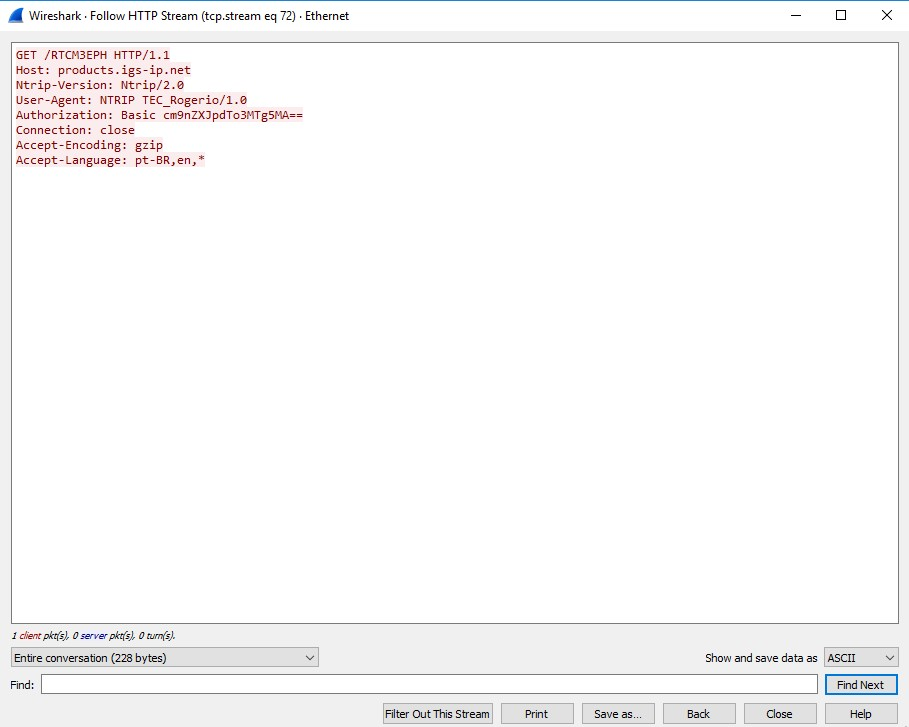 Wireshark · Follow HTTP Stream (tcp.stream eq 72) · Ethernet
GET /RTCM3EPH HTTP/1.1
Host: products.igs-ip.net
Ntrip-Version: Ntrip/2.0
User-Agent: NTRIP TEC_Rogerio/1.0
Authorization: Basic cm9nZXJpdTo3MTg5MA==
Connection: close
Accept-Encoding: gzip
Accept-Language: pt-BR,en,*
1 client pkt(s), 0 server pkt(s), 0 turn(s).
Entire conversation (228 bytes) Show and save data as ASCII
Find: Find Next
Filter Out This Stream Print Save as... Back Close Help